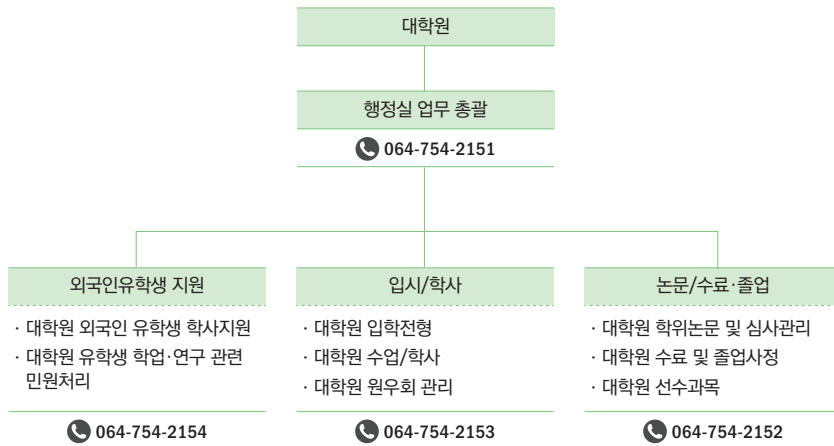 대학원
행정실 업무 총괄
064-754-2151
외국인유학생 지원
· 대학원 외국인 유학생 학사지원
· 대학원 유학생 학업·연구 관련
민원처리
064-754-2154
입시/학사
· 대학원 입학전형
· 대학원 수업/학사
· 대학원 원우회 관리
064-754-2153
논문/수료·졸업
· 대학원 학위논문 및 심사관리
· 대학원 수료 및 졸업사정
· 대학원 선수과목
064-754-2152